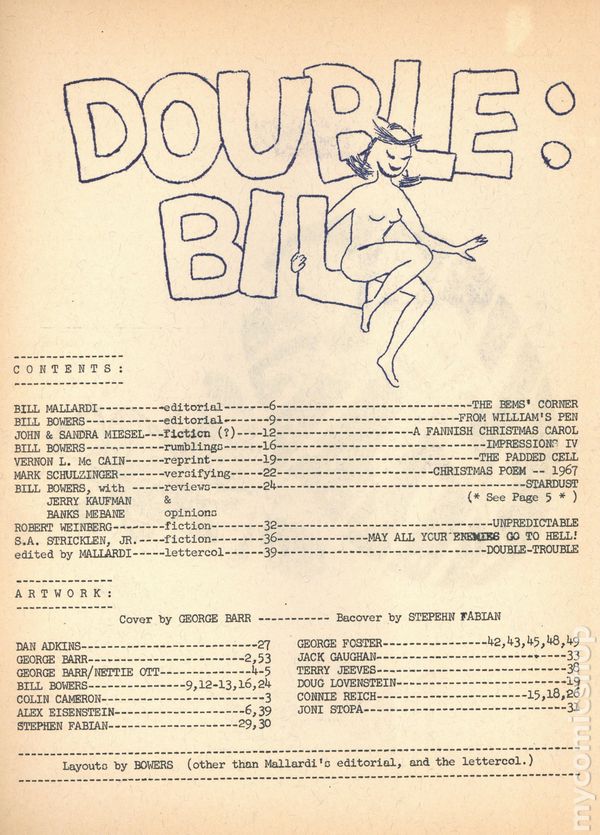 DOUBLE:
BILL
CONTENTS:
BILL MALLARDI----------editorial------6------------------------------THE BEMS' CORNER
BILL BOWERS------------editorial------9----------------------------FROM WILLIAM'S PEN
JOHN & SANDRA MIESEL---fiction (?)----12---------------------A FANNISH CHRISTMAS CAROL
BILL BOWERS------------rumblings------16--------------------------------IMPRESSIONS IV
VERNON L. Mc CAIN------reprint--------19-------------------------------THE PADDED CELL
MARK SCHULZINGER-------versifying-----22------------------------CHRISTMAS POEM -- 1967
BILL BOWERS, with -----reviews--------24--------------------------------------STARDUST
JERRY KAUFMAN & (* See Page 5 * )
BANKS MEBANE opinions
ROBERT WEINBERG--------fiction--------32---------------------------------UNPREDICTABLE
S.A. STRICKLEN, JR.----fiction--------36--------------MAY ALL YOUR ENEMIES GO TO HELL!
edited by MALLARDI-----lettercol------39--------------------------------DOUBLE-TROUBLE
ARTWORK:
Cover by GEORGE BARR ----------- Bacover by STEPEHN FABIAN
DAN ADKINS-----------------------27
GEORGE BARR---------------------2,53
GEORGE BARR/NETTIE OTT-----------4-5
BILL BOWERS-----------9,12-13,16,24
COLIN CAMERON----------------------3
ALEX EISENSTEIN-----------------6,39
STEPHEN FABIAN-----------------29,30
GEORGE FOSTER---------------42,43,45,48,49
JACK GAUGHAN---------------------------33
TERRY JEEVES---------------------------38
DOUG LOVENSTEIN------------------------19
CONNIE REICH---------------------15,18,26
JONI STOPA-----------------------------31
Layouts by BOWERS (other than Mallardi's editorial, and the lettercol.)
mycomicshop